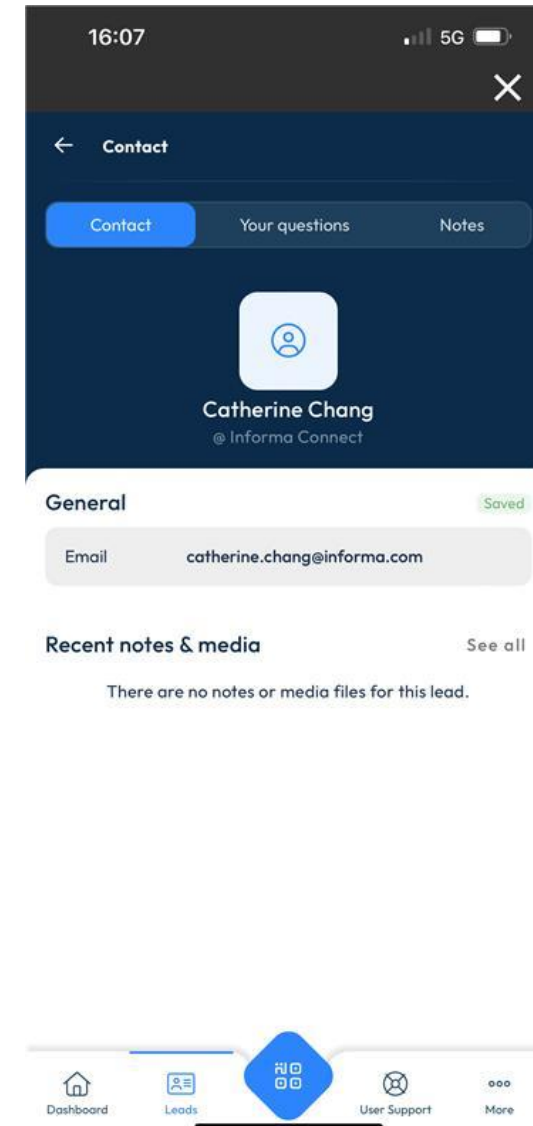 16:07 5G
← Contact
Contact Your questions Notes
Catherine Chang
@ Informa Connect
General Saved
Email catherine.chang@informa.com
Recent notes & media See all
There are no notes or media files for this lead.
Dashboard Leads User Support More